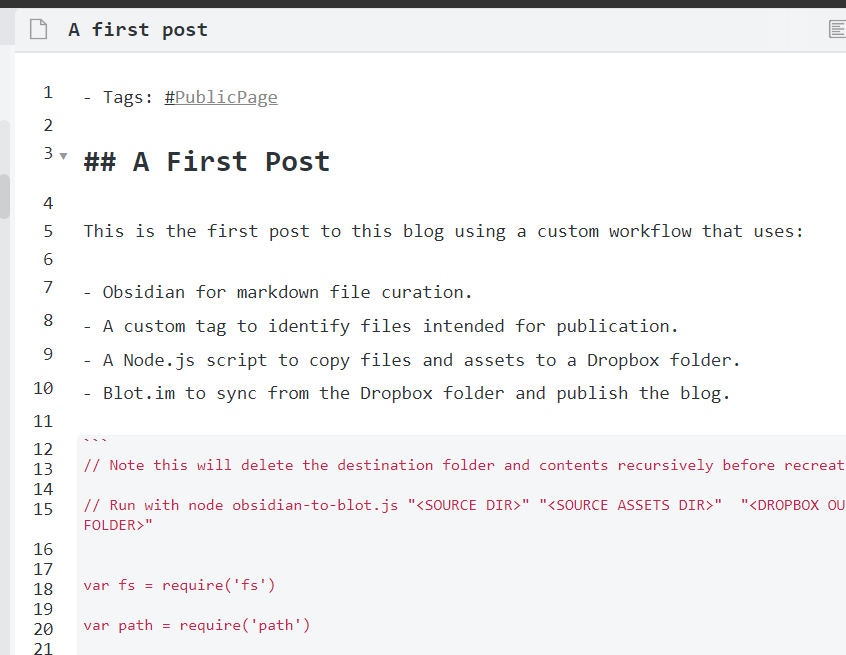 A first post
1 - Tags: #PublicPage
2
3 ## A First Post
4
5 This is the first post to this blog using a custom workflow that uses:
6
7 - Obsidian for markdown file curation.
8 - A custom tag to identify files intended for publication.
9 - A Node.js script to copy files and assets to a Dropbox folder.
10 - Blot.im to sync from the Dropbox folder and publish the blog.
11
12 ```
13 // Note this will delete the destination folder and contents recursively before recreat
14
15 // Run with node obsidian-to-blot.js "<SOURCE DIR>" "<SOURCE ASSETS DIR>"  "<DROPBOX OU
FOLDER>"
16
17
18 var fs = require('fs')
19
20 var path = require('path')
21